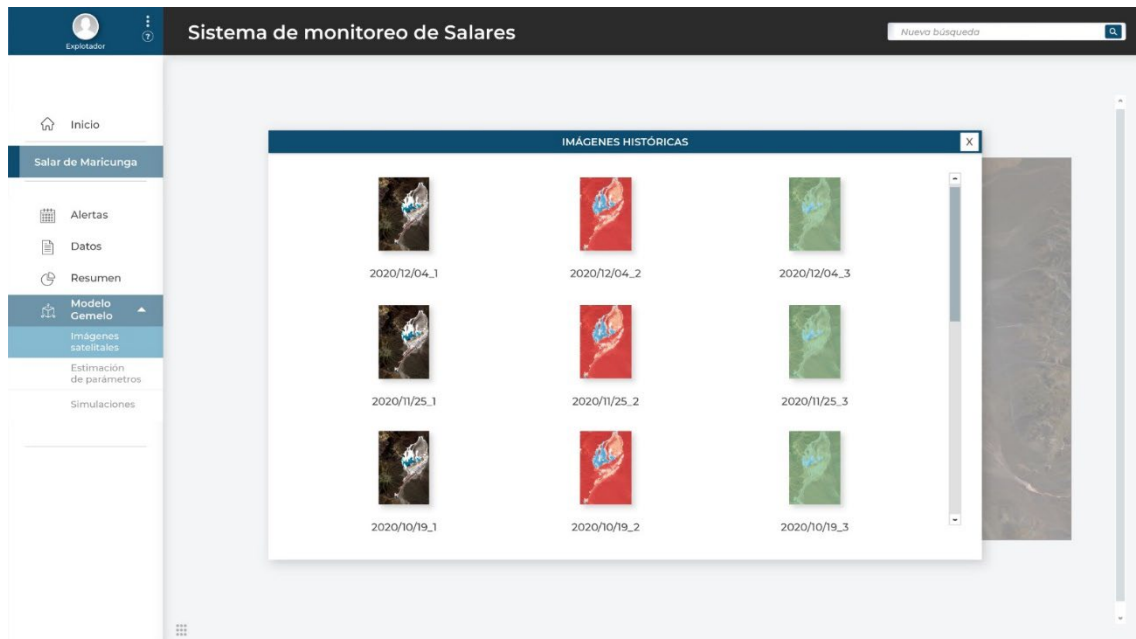 Explotador
?
Sistema de monitoreo de Salares
Nueva búsqueda
Inicio
Salar de Maricunga
Alertas
Datos
Resumen
Modelo
Gemelo
Imágenes
satelitales
Estimación
de parámetros
Simulaciones
IMÁGENES HISTÓRICAS
X
2020/12/04_1
2020/12/04_2
2020/12/04_3
2020/11/25_1
2020/11/25_2
2020/11/25_3
2020/10/19_1
2020/10/19_2
2020/10/19_3